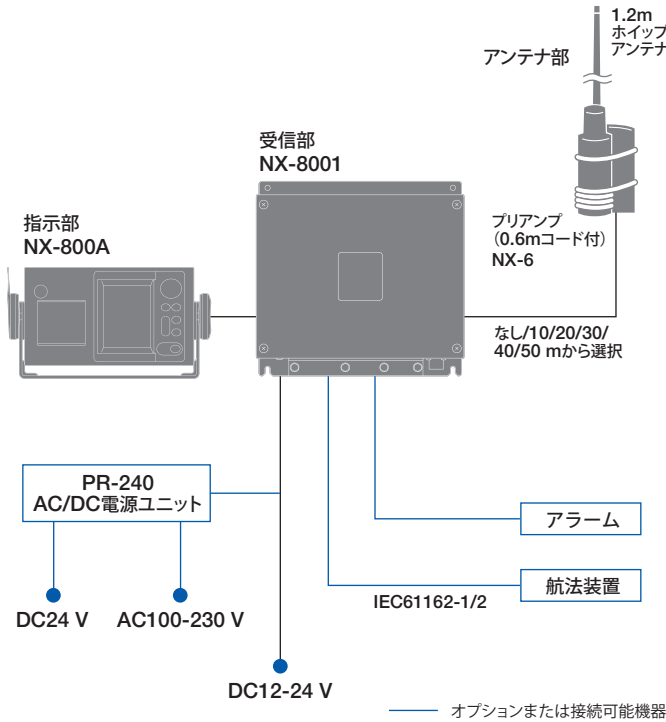 1.2m
ホイップ
アンテナ
アンテナ部
受信部
NX-8001
指示部
NX-800A
プリアンプ
（0.6mコード付）
NX-6
なし/10/20/30/
40/50 mから選択
PR-240
AC/DC電源ユニット
アラーム
航法装置
IEC61162-1/2
DC24 V
AC100-230 V
DC12-24 V
オプションまたは接続可能機器